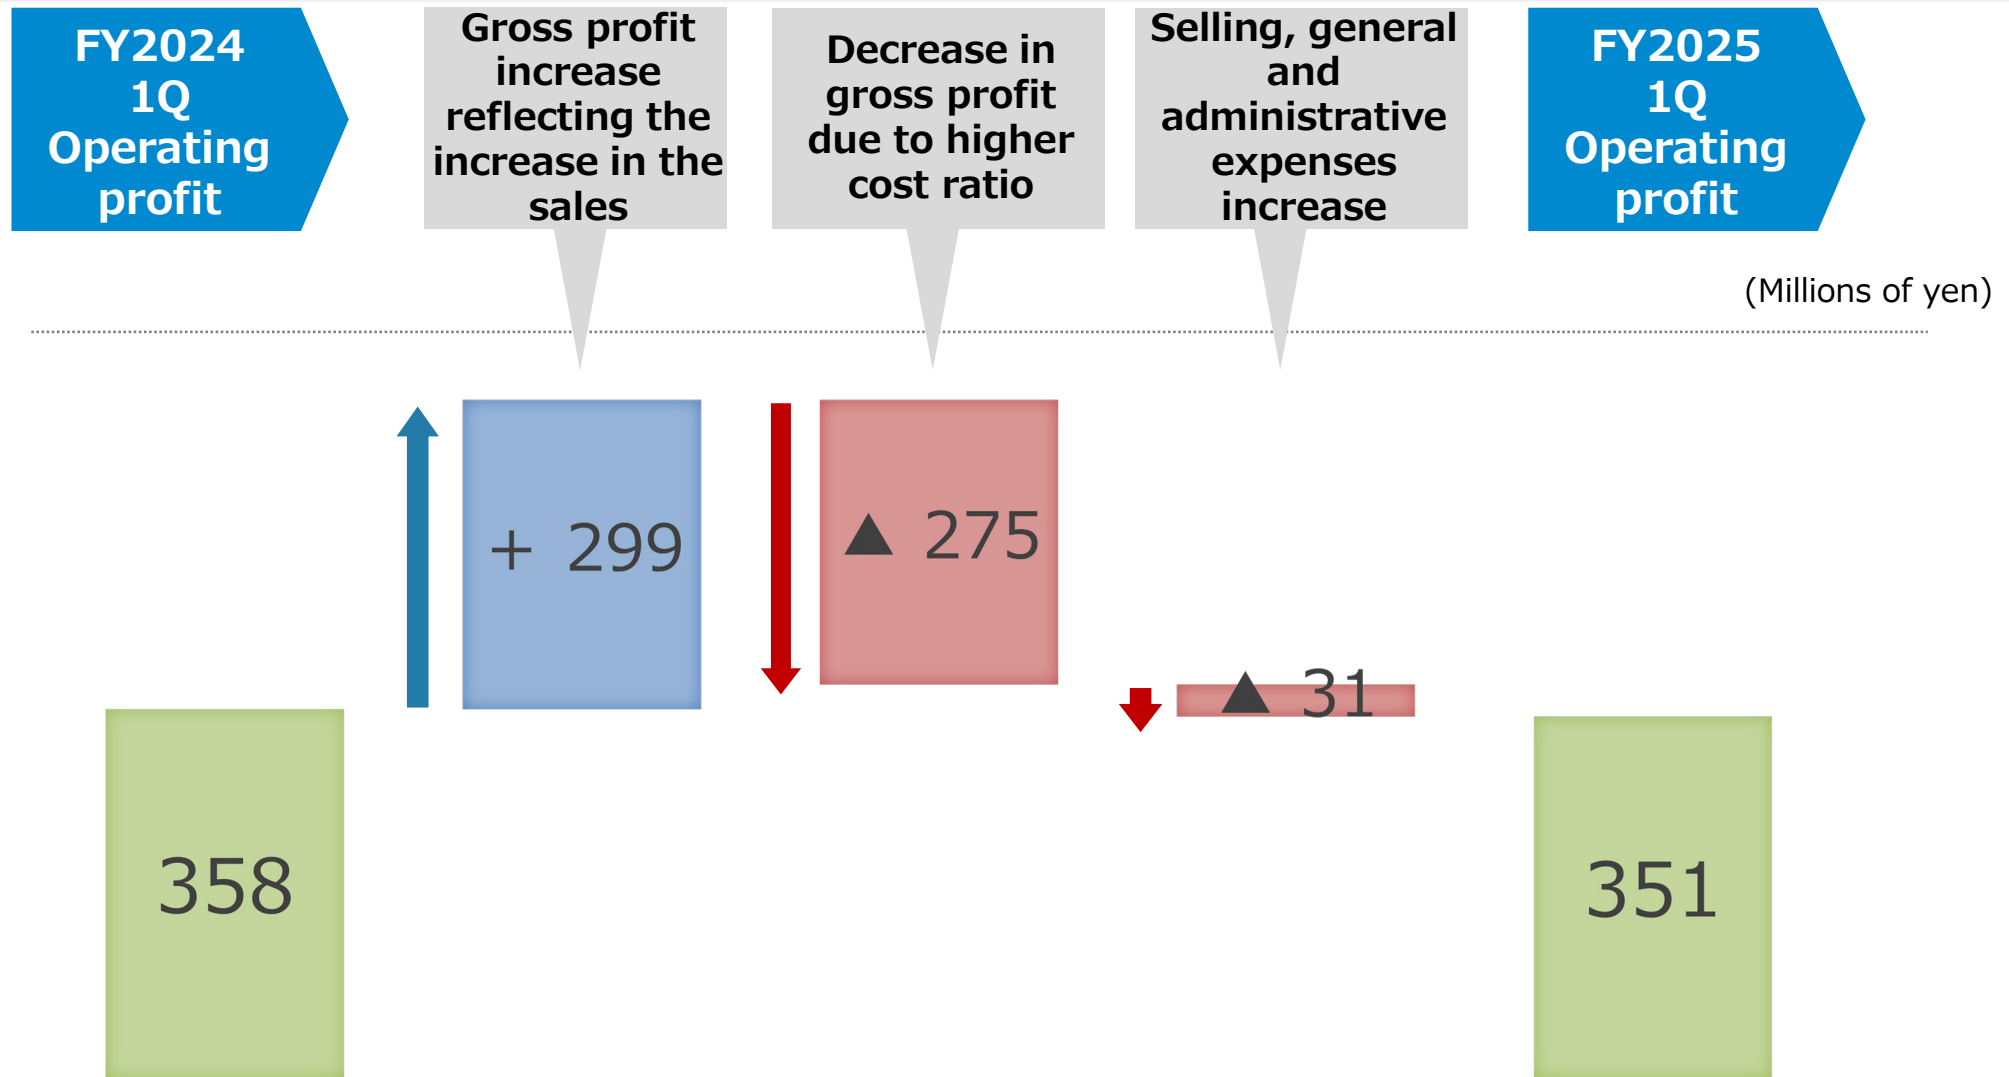 FY2024
1Q
Operating
profit
Gross profit
increase
reflecting the
increase in the
sales
Decrease in
gross profit
due to higher
cost ratio
Selling, general
and
administrative
expenses
increase
FY2025
1Q
Operating
profit
(Millions of yen)
358
+ 299
▲ 275
▲ 31
351